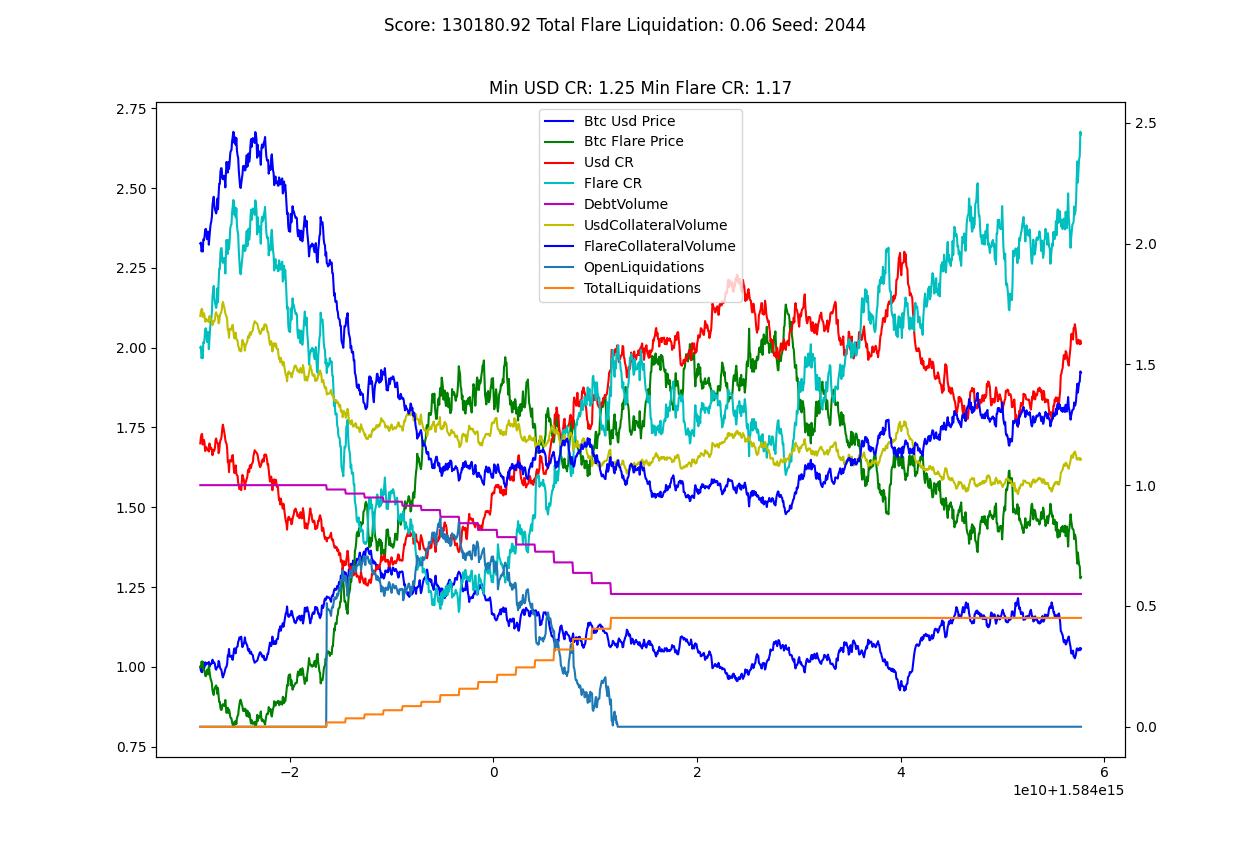 Score: 130180.92 Total Flare Liquidation: 0.06 Seed: 2044
Min USD CR: 1.25 Min Flare CR: 1.17
Btc Usd Price
Btc Flare Price
Usd CR
Flare CR
DebtVolume
UsdCollateralVolume
FlareCollateralVolume
OpenLiquidations
TotalLiquidations
2.75
2.50
2.25
2.00
1.75
1.50
1.25
1.00
0.75
2.5
2.0
1.5
1.0
0.5
0.0
−2
0
2
4
6
1e10+1.584e15